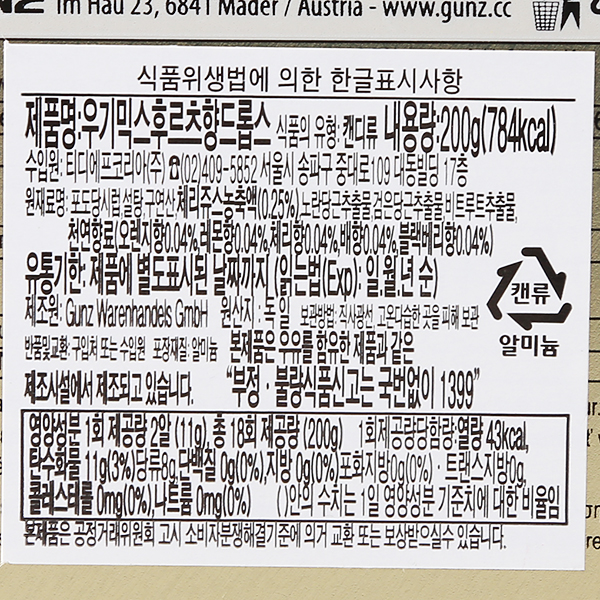 Im Hau 23, 6841 Mäder / Austria - www.gunz.cc
식품위생법에 의한 한글표시사항
제품명:우기믹스후르츠향드롭스 식품의 유형: 캔디류 내용량:200g(784kcal)
수입원: 티디에프코리아(주) ☎(02)409-5852 서울시 송파구 중대로109 대동빌딩 17층
원재료명: 포도당시럽,설탕,구연산,체리쥬스농축액(0.25%),노란당근추출물,검은당근추출물,비트루트추출물,
천연향료(오렌지향0.04%,레몬향0.04%,체리향0.04%,배향0.04%,블랙베리향0.04%)
유통기한: 제품에 별도표시된 날짜까지 (읽는법(Exp): 일,월,년 순)
제조원: Gunz Warenhandels GmbH 원산지: 독일 보관방법: 직사광선, 고온다습한 곳을 피해 보관
반품및교환: 구입처 또는 수입원 포장재질: 알미늄 본제품은 우유를 함유한 제품과 같은
제조시설에서 제조되고 있습니다. "부정·불량식품신고는 국번없이 1399"
캔류
알미늄
영양성분 1회 제공량 2알 (11g), 총 18회 제공량 (200g) 1회제공량당함량:열량 43kcal,
탄수화물 11g(3%)당류8g,단백질 0g(0%),지방 0g(0%)포화지방0g(0%)·트랜스지방0g,
콜레스테롤 0mg(0%),나트륨 0mg(0%) ( )안의 수치는 1일 영양성분 기준치에 대한 비율임
본제품은 공정거래위원회 고시 소비자분쟁해결기준에 의거 교환 또는 보상받으실수 있습니다.